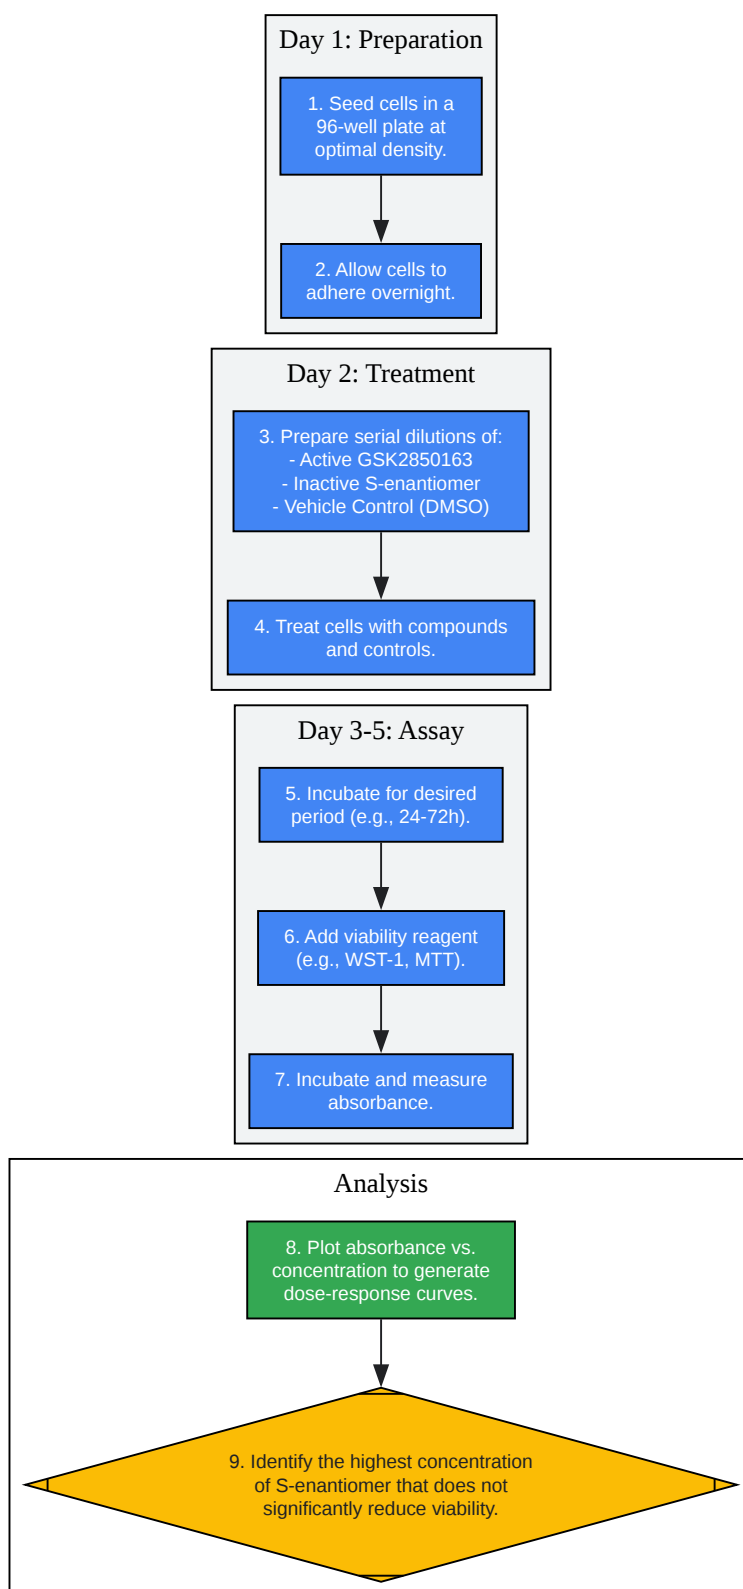 Day 1: Preparation
1. Seed cells in a
96-well plate at
optimal density.
2. Allow cells to
adhere overnight.
Day 2: Treatment
3. Prepare serial dilutions of:
- Active GSK2850163
- Inactive S-enantiomer
- Vehicle Control (DMSO)
4. Treat cells with compounds
and controls.
Day 3-5: Assay
5. Incubate for desired
period (e.g., 24-72h).
6. Add viability reagent
(e.g., WST-1, MTT).
7. Incubate and measure
absorbance.
Analysis
8. Plot absorbance vs.
concentration to generate
dose-response curves.
9. Identify the highest concentration
of S-enantiomer that does not
significantly reduce viability.